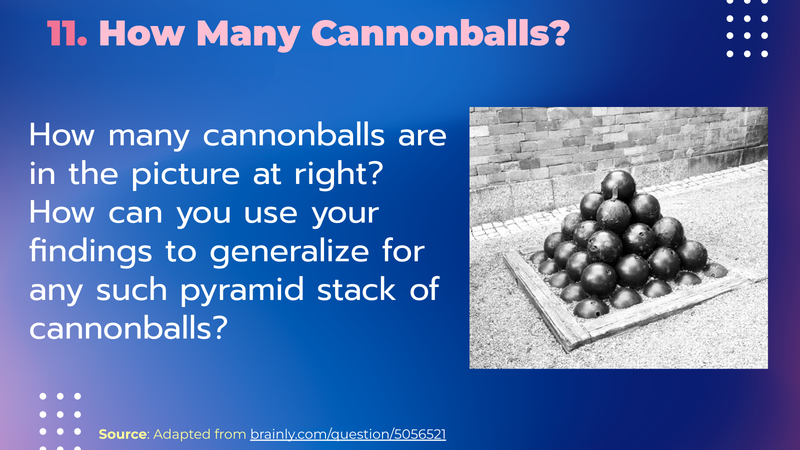 11. How Many Cannonballs?
How many cannonballs are
in the picture at right?
How can you use your
findings to generalize for
any such pyramid stack of
cannonballs?
Source: Adapted from brainly.com/question/5056521